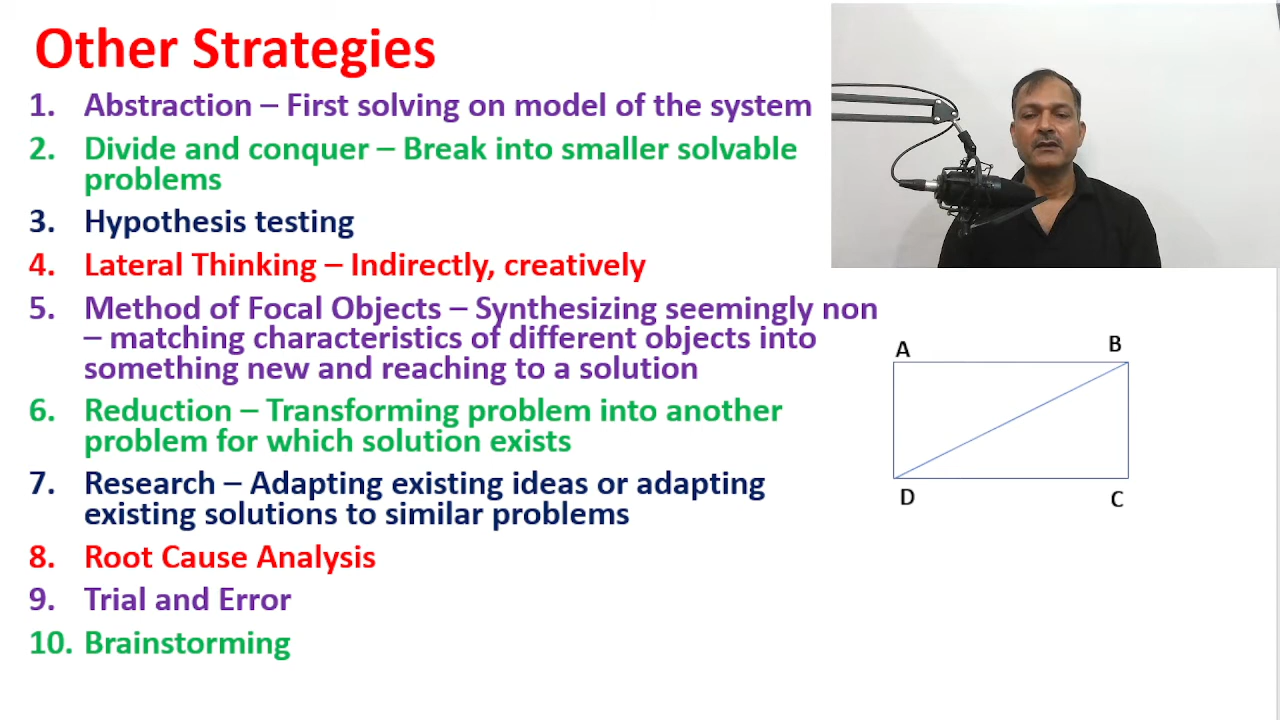 Other Strategies
1. Abstraction – First solving on model of the system
2. Divide and conquer – Break into smaller solvable
problems
3. Hypothesis testing
4. Lateral Thinking – Indirectly, creatively
5. Method of Focal Objects – Synthesizing seemingly non
– matching characteristics of different objects into
something new and reaching to a solution
6. Reduction – Transforming problem into another
problem for which solution exists
7. Research – Adapting existing ideas or adapting
existing solutions to similar problems
8. Root Cause Analysis
9. Trial and Error
10. Brainstorming
A B
D C